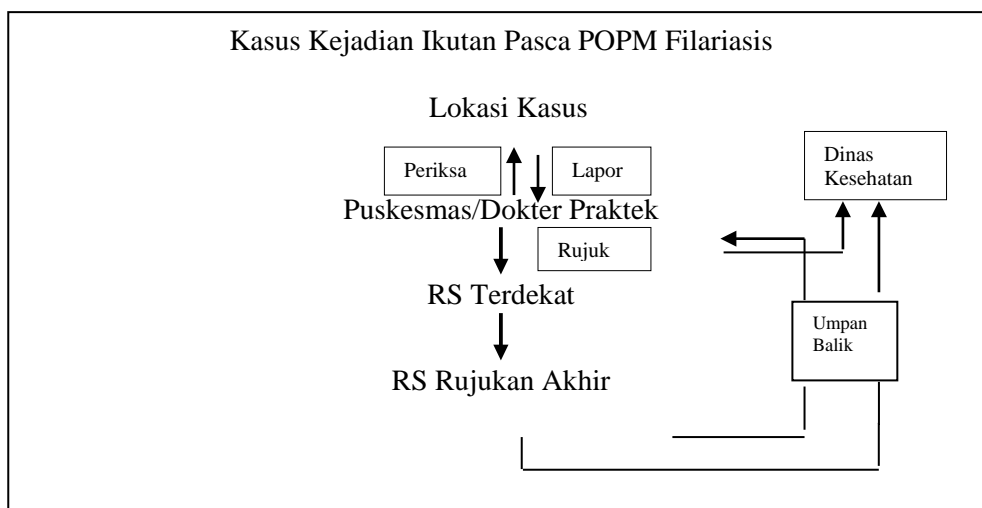 Kasus Kejadian Ikutan Pasca POPM Filariasis
Lokasi Kasus
Periksa
Lapor
Dinas
Kesehatan
Puskesmas/Dokter Praktek
Rujuk
RS Terdekat
Umpan
Balik
RS Rujukan Akhir